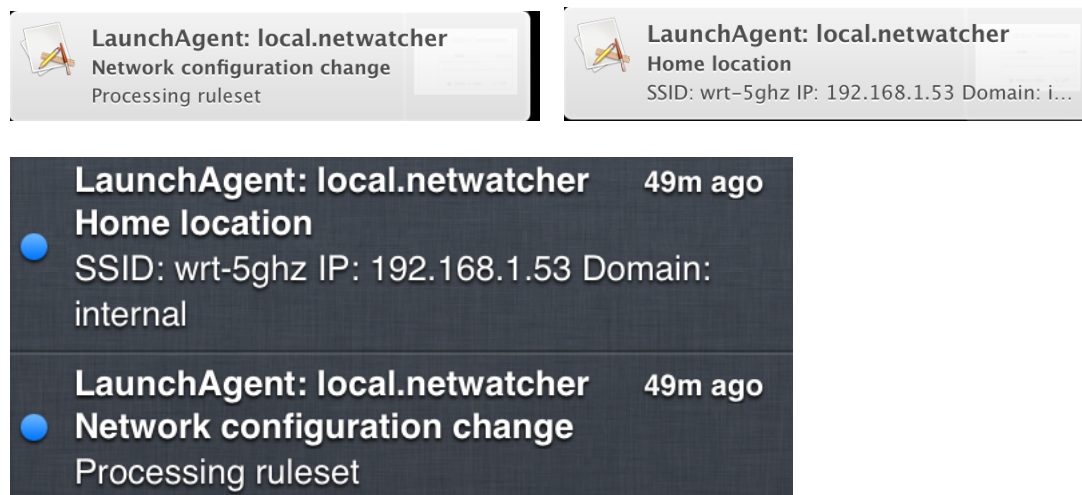 LaunchAgent: local.netwatcher
Network configuration change
Processing ruleset
LaunchAgent: local.netwatcher
Home location
SSID: wrt-5ghz IP: 192.168.1.53 Domain: i...
LaunchAgent: local.netwatcher 49m ago
Home location
SSID: wrt-5ghz IP: 192.168.1.53 Domain:
internal
LaunchAgent: local.netwatcher 49m ago
Network configuration change
Processing ruleset